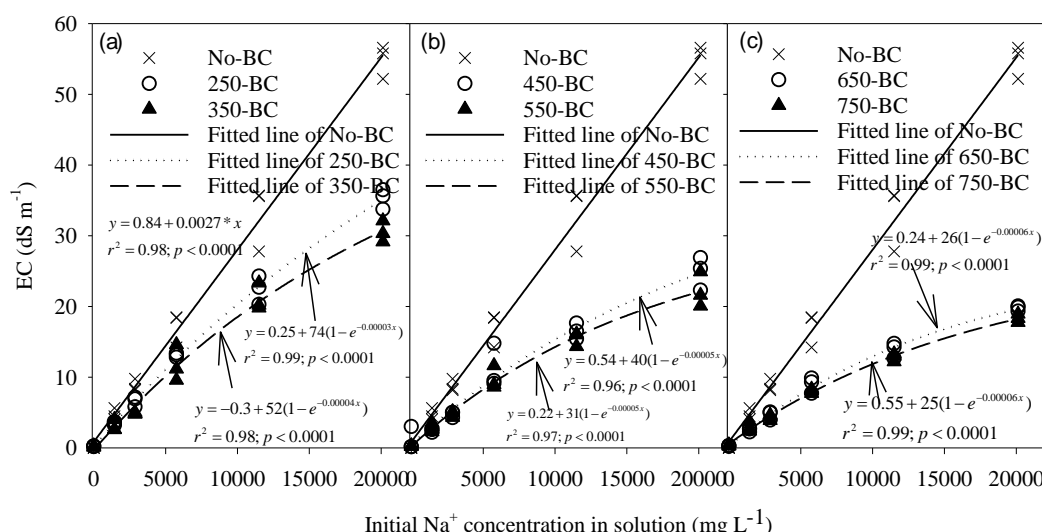 60
50
40
30
20
10
0
EC (dS m⁻¹)
(a)
No-BC
250-BC
350-BC
Fitted line of No-BC
Fitted line of 250-BC
Fitted line of 350-BC
y = 0.84 + 0.0027 * x
r² = 0.98; p < 0.0001
y = 0.25 + 74(1 − e^−0.00003x)
r² = 0.99; p < 0.0001
y = −0.3 + 52(1 − e^−0.00004x)
r² = 0.98; p < 0.0001
0 5000 10000 15000 20000
(b)
No-BC
450-BC
550-BC
Fitted line of No-BC
Fitted line of 450-BC
Fitted line of 550-BC
y = 0.54 + 40(1 − e^−0.00005x)
r² = 0.96; p < 0.0001
y = 0.22 + 31(1 − e^−0.00005x)
r² = 0.97; p < 0.0001
0 5000 10000 15000 20000
(c)
No-BC
650-BC
750-BC
Fitted line of No-BC
Fitted line of 650-BC
Fitted line of 750-BC
y = 0.24 + 26(1 − e^−0.00006x)
r² = 0.99; p < 0.0001
y = 0.55 + 25(1 − e^−0.00006x)
r² = 0.99; p < 0.0001
0 5000 10000 15000 20000
Initial Na⁺ concentration in solution (mg L⁻¹)